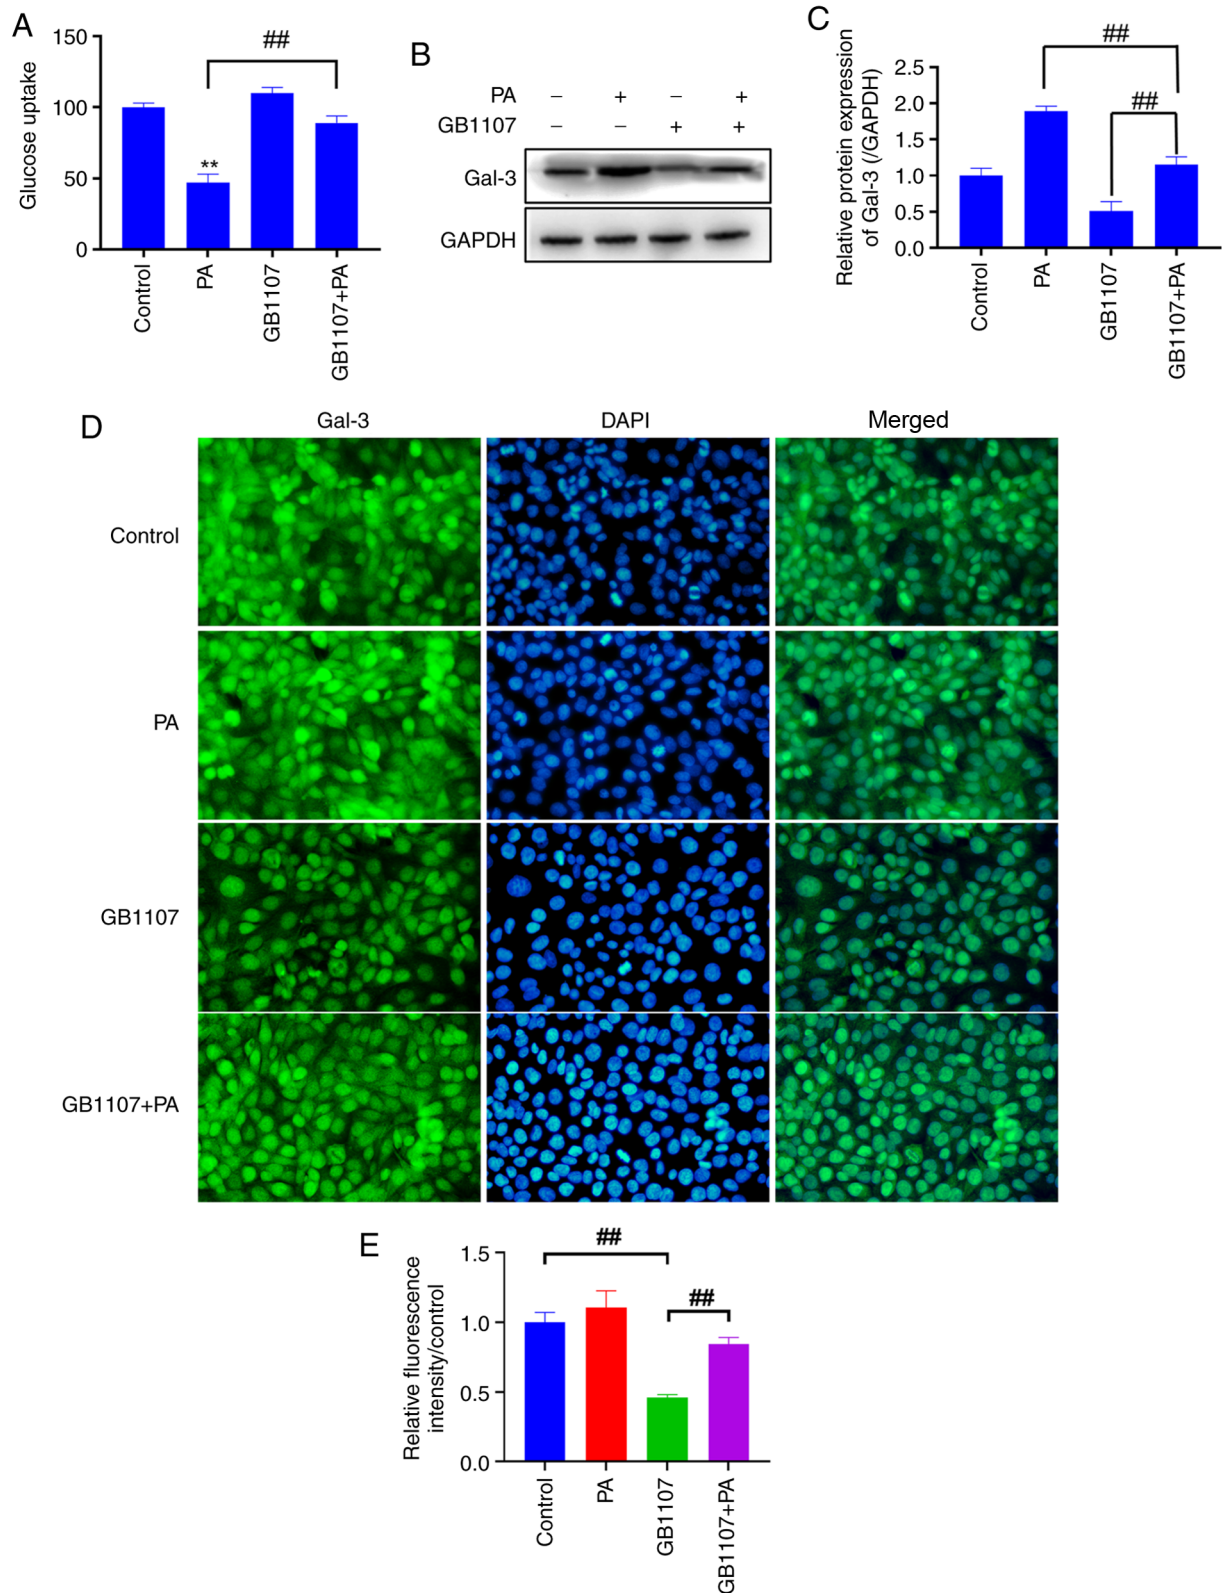 A
150
100
50
0
Glucose uptake
**
##
Control
PA
GB1107
GB1107+PA
B
PA − + − +
GB1107 − − + +
Gal-3
GAPDH
C
Relative protein expression
of Gal-3 (/GAPDH)
2.5
2.0
1.5
1.0
0.5
0.0
##
##
Control
PA
GB1107
GB1107+PA
D
Gal-3 DAPI Merged
Control
PA
GB1107
GB1107+PA
E
Relative fluorescence
intensity/control
1.5
1.0
0.5
0.0
##
##
Control
PA
GB1107
GB1107+PA